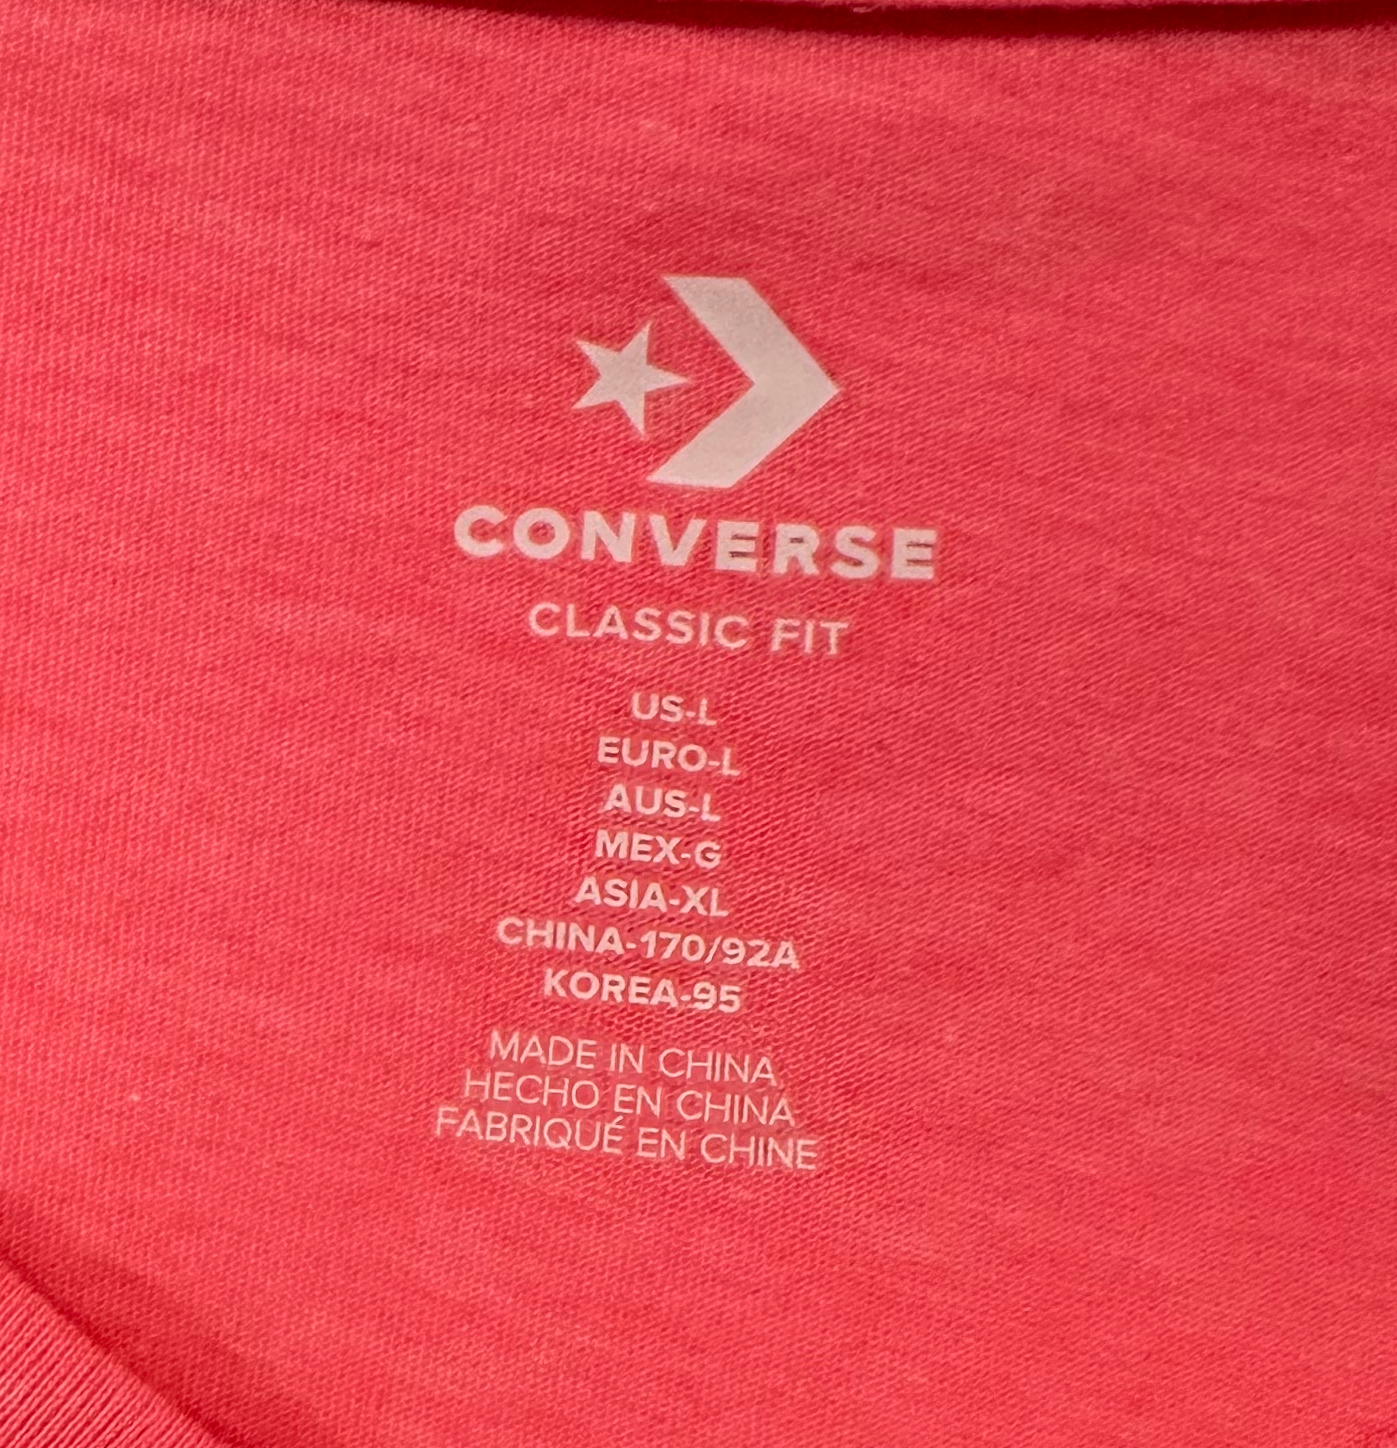 CONVERSE
CLASSIC FIT
US-L
EURO-L
AUS-L
MEX-G
ASIA-XL
CHINA-170/92A
KOREA-95
MADE IN CHINA
HECHO EN CHINA
FABRIQUÉ EN CHINE